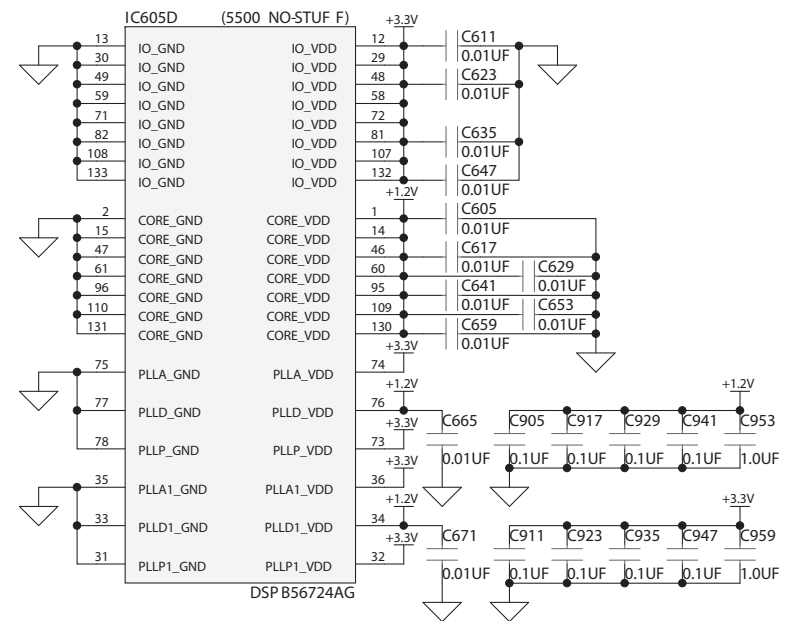 IC605D (5500 NO-STUF F) +3.3V
13 IO_GND IO_VDD 12 C611
0.01UF
30 IO_GND IO_VDD 29
49 IO_GND IO_VDD 48 C623
0.01UF
59 IO_GND IO_VDD 58
71 IO_GND IO_VDD 72
82 IO_GND IO_VDD 81 C635
0.01UF
108 IO_GND IO_VDD 107
133 IO_GND IO_VDD 132 C647
0.01UF
+1.2V
2 CORE_GND CORE_VDD 1 C605
0.01UF
15 CORE_GND CORE_VDD 14
47 CORE_GND CORE_VDD 46 C617
0.01UF C629
61 CORE_GND CORE_VDD 60
0.01UF
96 CORE_GND CORE_VDD 95 C641
0.01UF C653
110 CORE_GND CORE_VDD 109
0.01UF
131 CORE_GND CORE_VDD 130 C659
0.01UF
+3.3V
75 PLLA_GND PLLA_VDD 74
+1.2V +1.2V
77 PLLD_GND PLLD_VDD 76
C665 C905 C917 C929 C941 C953
+3.3V
78 PLLP_GND PLLP_VDD 73
0.01UF 0.1UF 0.1UF 0.1UF 0.1UF 1.0UF
+3.3V
35 PLLA1_GND PLLA1_VDD 36
+1.2V +3.3V
33 PLLD1_GND PLLD1_VDD 34
C671 C911 C923 C935 C947 C959
+3.3V
31 PLLP1_GND PLLP1_VDD 32
0.01UF 0.1UF 0.1UF 0.1UF 0.1UF 1.0UF
DSP B56724AG